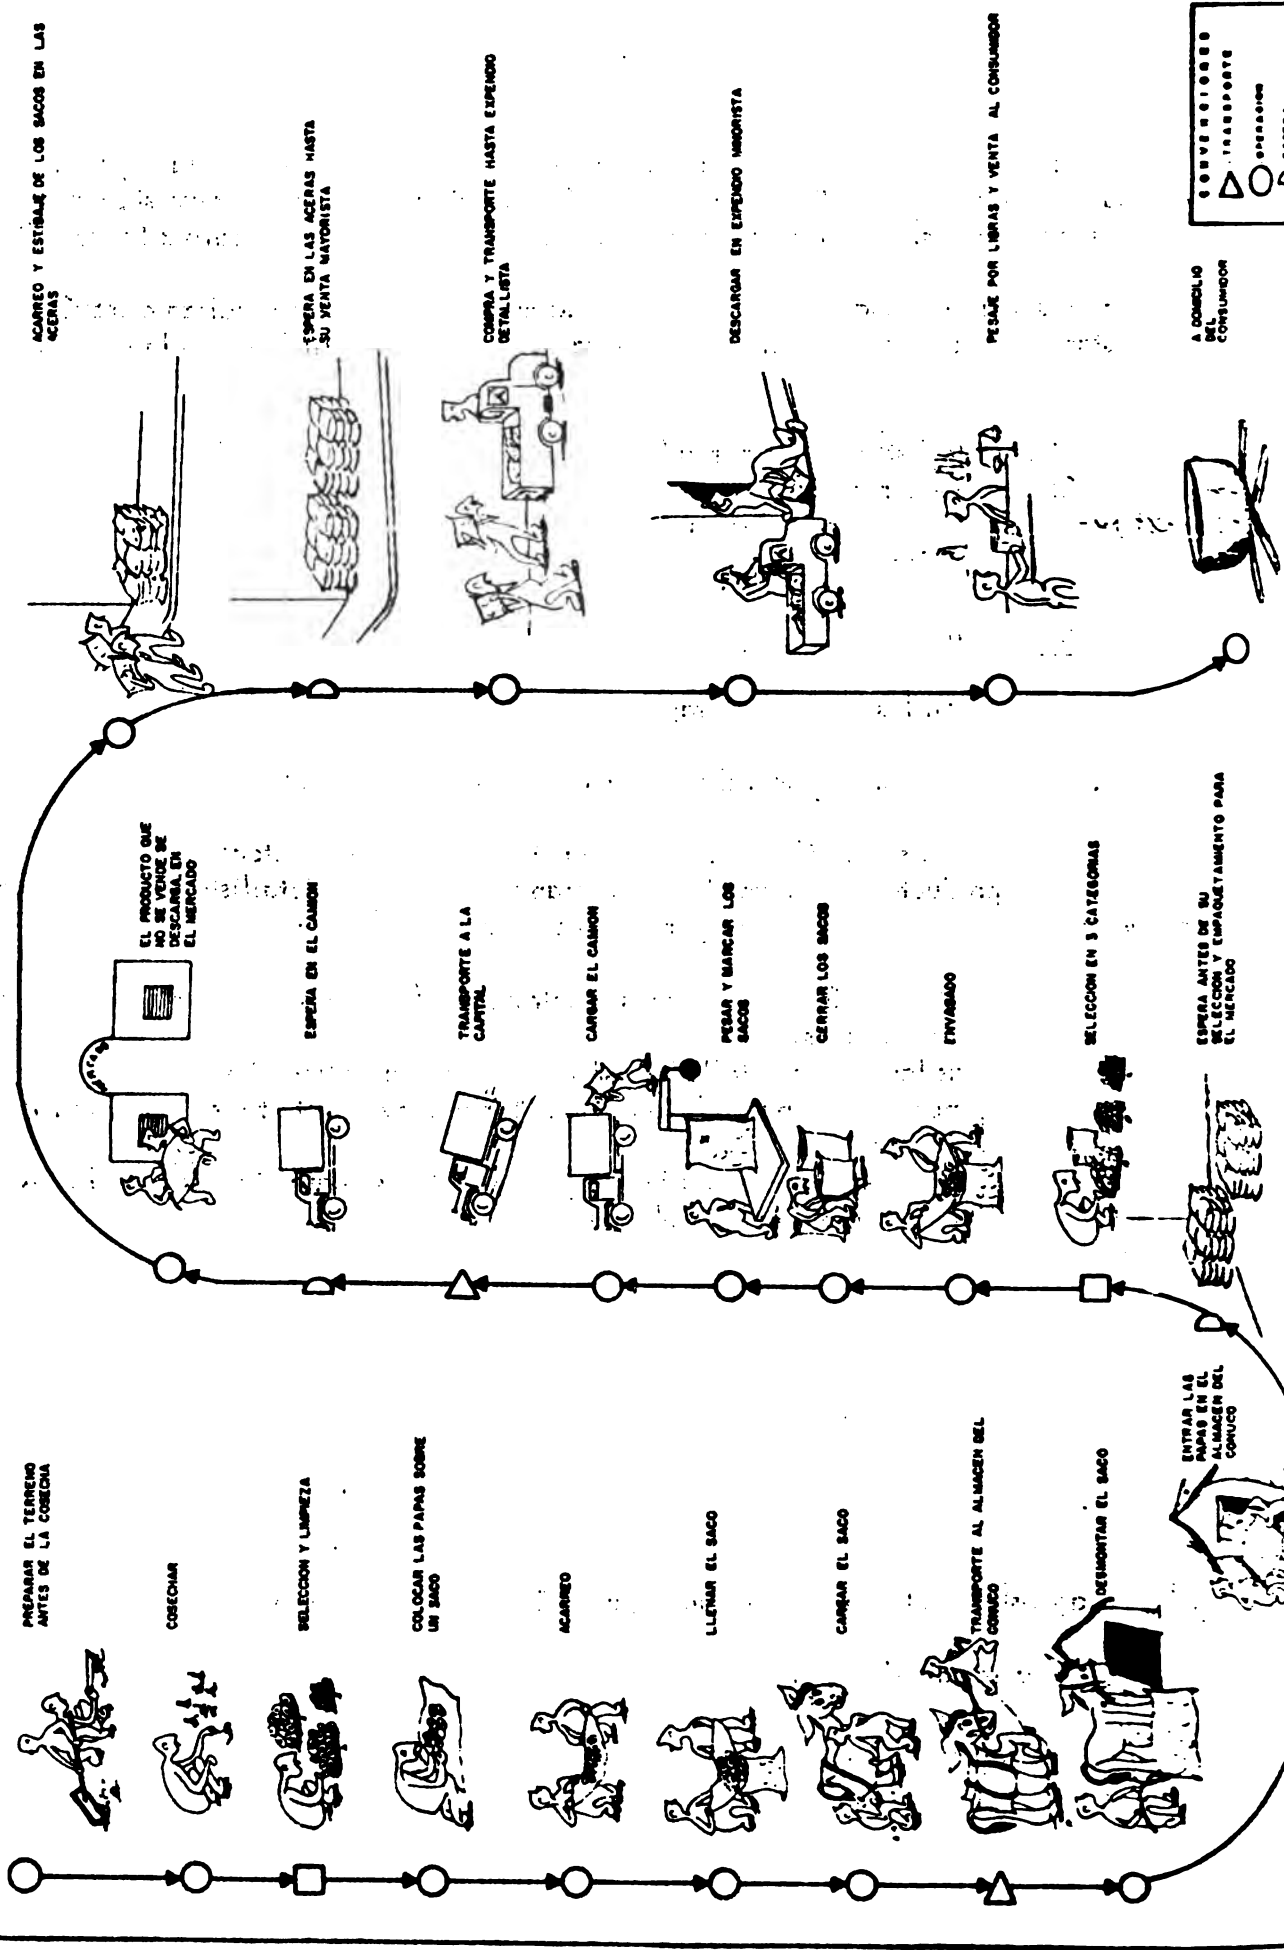 PREPARAR EL TERRENO
ANTES DE LA COSECHA
COSECHAR
SELECCION Y LIMPIEZA
COLOCAR LAS PAPAS SOBRE
UN SACO
ACARREO
LLENAR EL SACO
CARGAR EL SACO
TRANSPORTE AL ALMACEN DEL
CONUCO
DESMONTAR EL SACO
ENTRAR LAS
PAPAS EN EL
ALMACEN DEL
CONUCO
ESPERA ANTES DE SU
SELECCION Y EMPAQUETAMIENTO PARA
EL MERCADO
SELECCION EN 3 CATEGORIAS
ENVASADO
CERRAR LOS SACOS
PESAR Y MARCAR LOS
SACOS
CARGAR EL CAMION
TRANSPORTE A LA
CAPITAL
ESPERA EN EL CAMION
EL PRODUCTO QUE
NO SE VENDE SE
DESCARGA EN
EL MERCADO
MERCADO
ACARREO Y ESTIBAJE DE LOS SACOS EN LAS
ACERAS
ESPERA EN LAS ACERAS HASTA
SU VENTA MAYORISTA
COMPRA Y TRANSPORTE HASTA EXPENDIO
DETALLISTA
DESCARGAR EN EXPENDIO MINORISTA
PESAJE POR LIBRAS Y VENTA AL CONSUMIDOR
A DOMICILIO
DEL
CONSUMIDOR
CONVENCIONES
TRANSPORTE
OPERACION